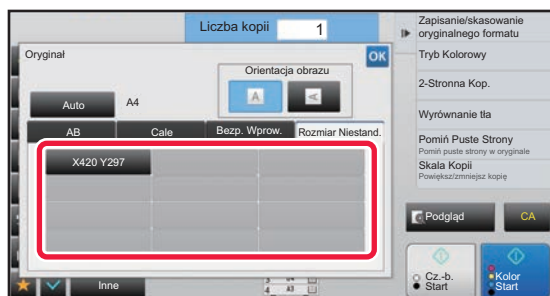 Liczba kopii 1
Zapisanie/skasowanie
oryginalnego formatu
Oryginał
OK
Tryb Kolorowy
Orientacja obrazu
2-Stronna Kop.
A A
Auto A4
Wyrównanie tła
AB Cale Bezp. Wprow. Rozmiar Niestand.
Pomiń Puste Strony
Pomiń puste strony w oryginale
X420 Y297
Skala Kopii
Powiększ/zmniejsz kopię
Podgląd CA
Inne
Cz.-b.
Start
Kolor
Start